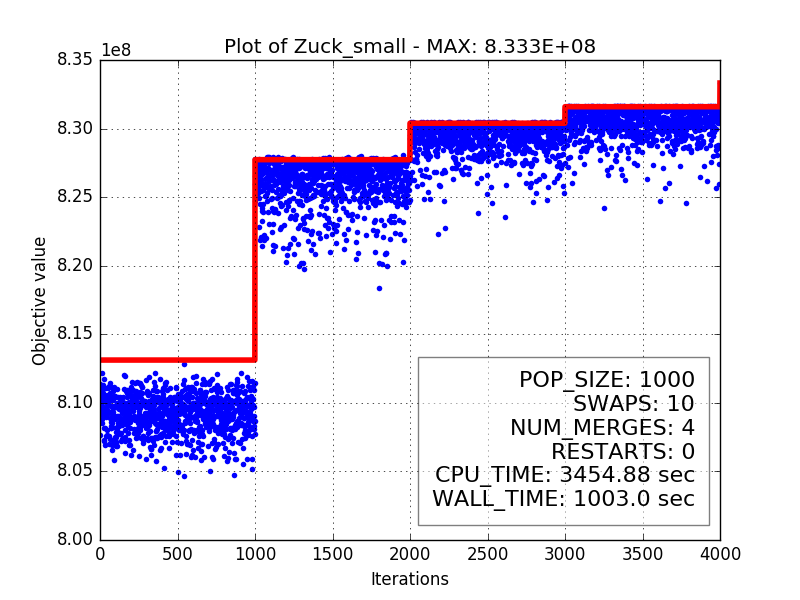 Plot of Zuck_small - MAX: 8.333E+08
1e8
8.35
8.30
8.25
8.20
8.15
8.10
8.05
8.00
Objective value
POP_SIZE: 1000
SWAPS: 10
NUM_MERGES: 4
RESTARTS: 0
CPU_TIME: 3454.88 sec
WALL_TIME: 1003.0 sec
0 500 1000 1500 2000 2500 3000 3500 4000
Iterations